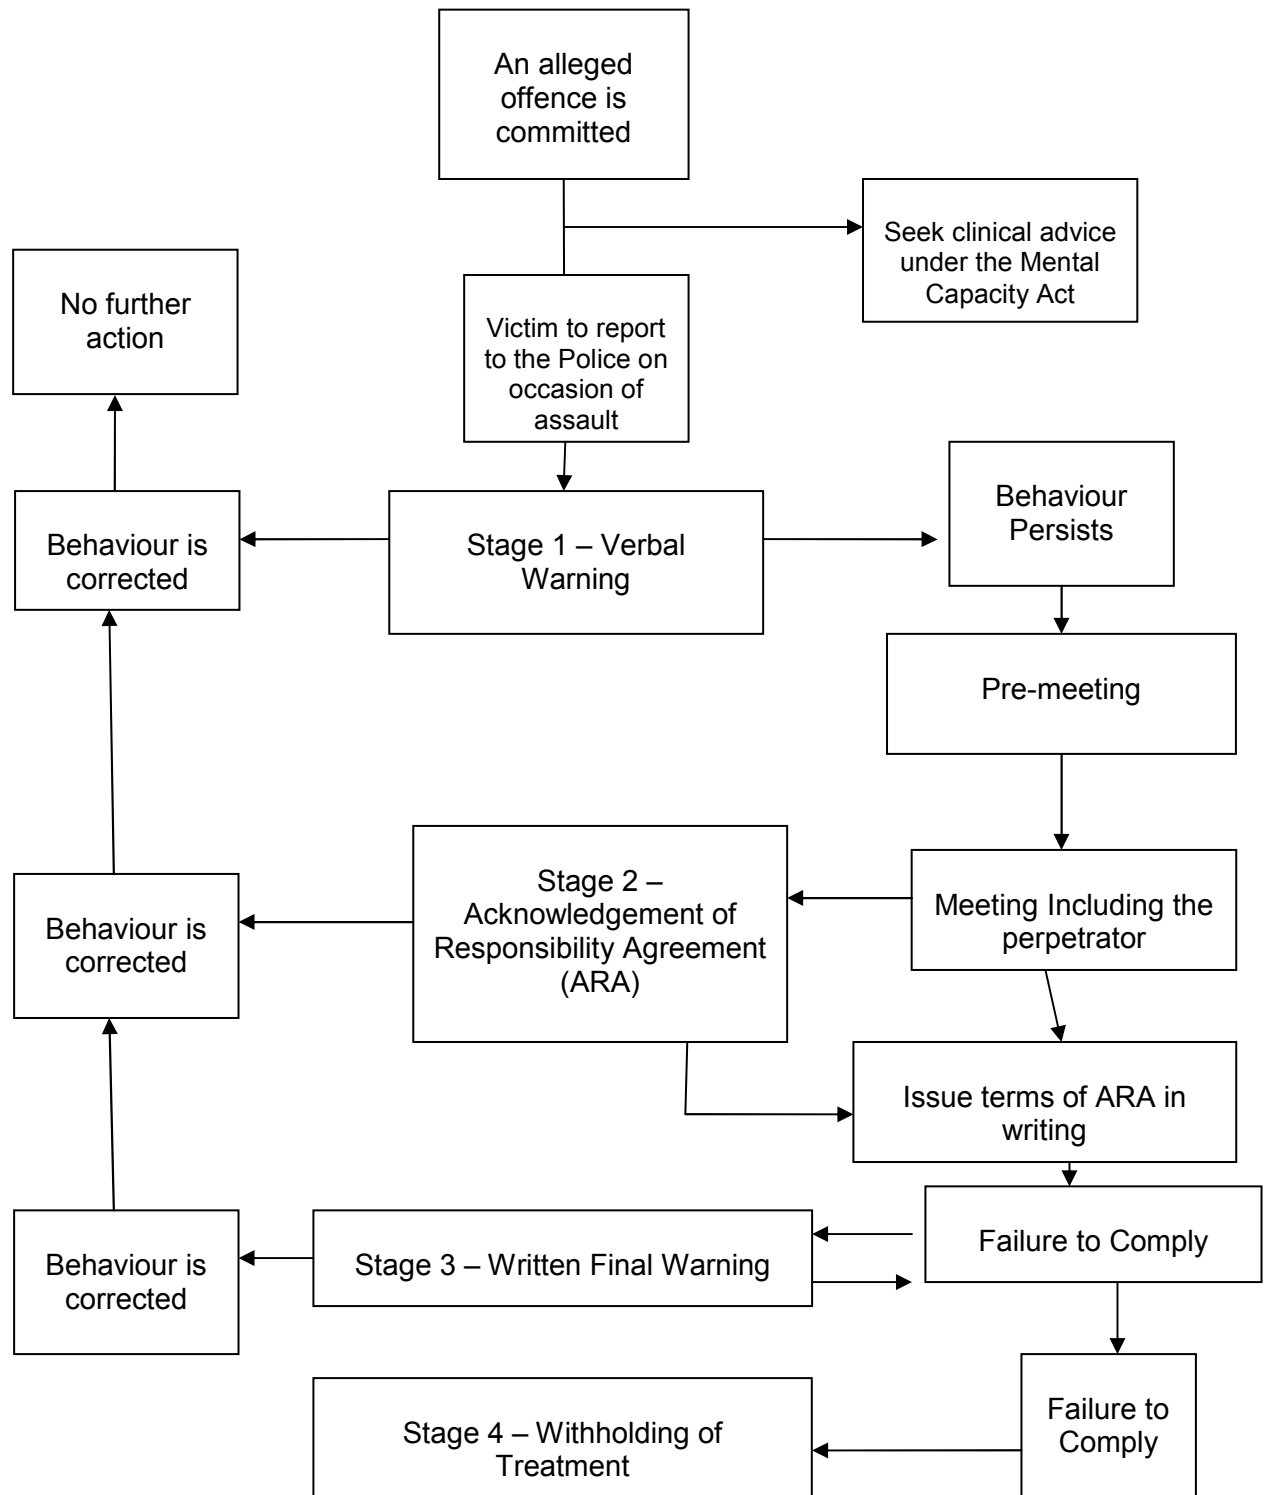 An alleged
offence is
committed
Seek clinical advice
under the Mental
Capacity Act
No further
action
Victim to report
to the Police on
occasion of
assault
Behaviour
Persists
Behaviour is
corrected
Stage 1 – Verbal
Warning
Pre-meeting
Stage 2 –
Acknowledgement of
Responsibility Agreement
(ARA)
Meeting Including the
perpetrator
Behaviour is
corrected
Issue terms of ARA in
writing
Failure to Comply
Stage 3 – Written Final Warning
Behaviour is
corrected
Failure to
Comply
Stage 4 – Withholding of
Treatment